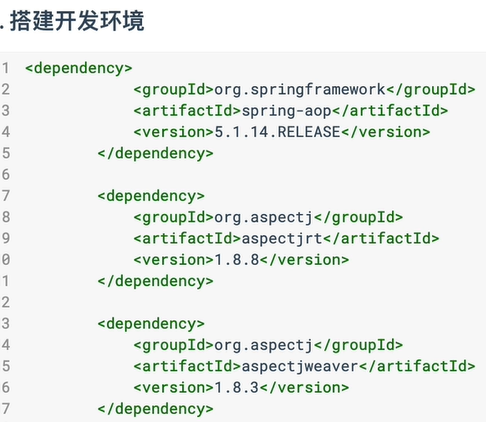 . 搭建开发环境
1 <dependency>
2 <groupId>org.springframework</groupId>
3 <artifactId>spring-aop</artifactId>
4 <version>5.1.14.RELEASE</version>
5 </dependency>
6
7 <dependency>
8 <groupId>org.aspectj</groupId>
9 <artifactId>aspectjrt</artifactId>
0 <version>1.8.8</version>
1 </dependency>
2
3 <dependency>
4 <groupId>org.aspectj</groupId>
5 <artifactId>aspectjweaver</artifactId>
6 <version>1.8.3</version>
7 </dependency>